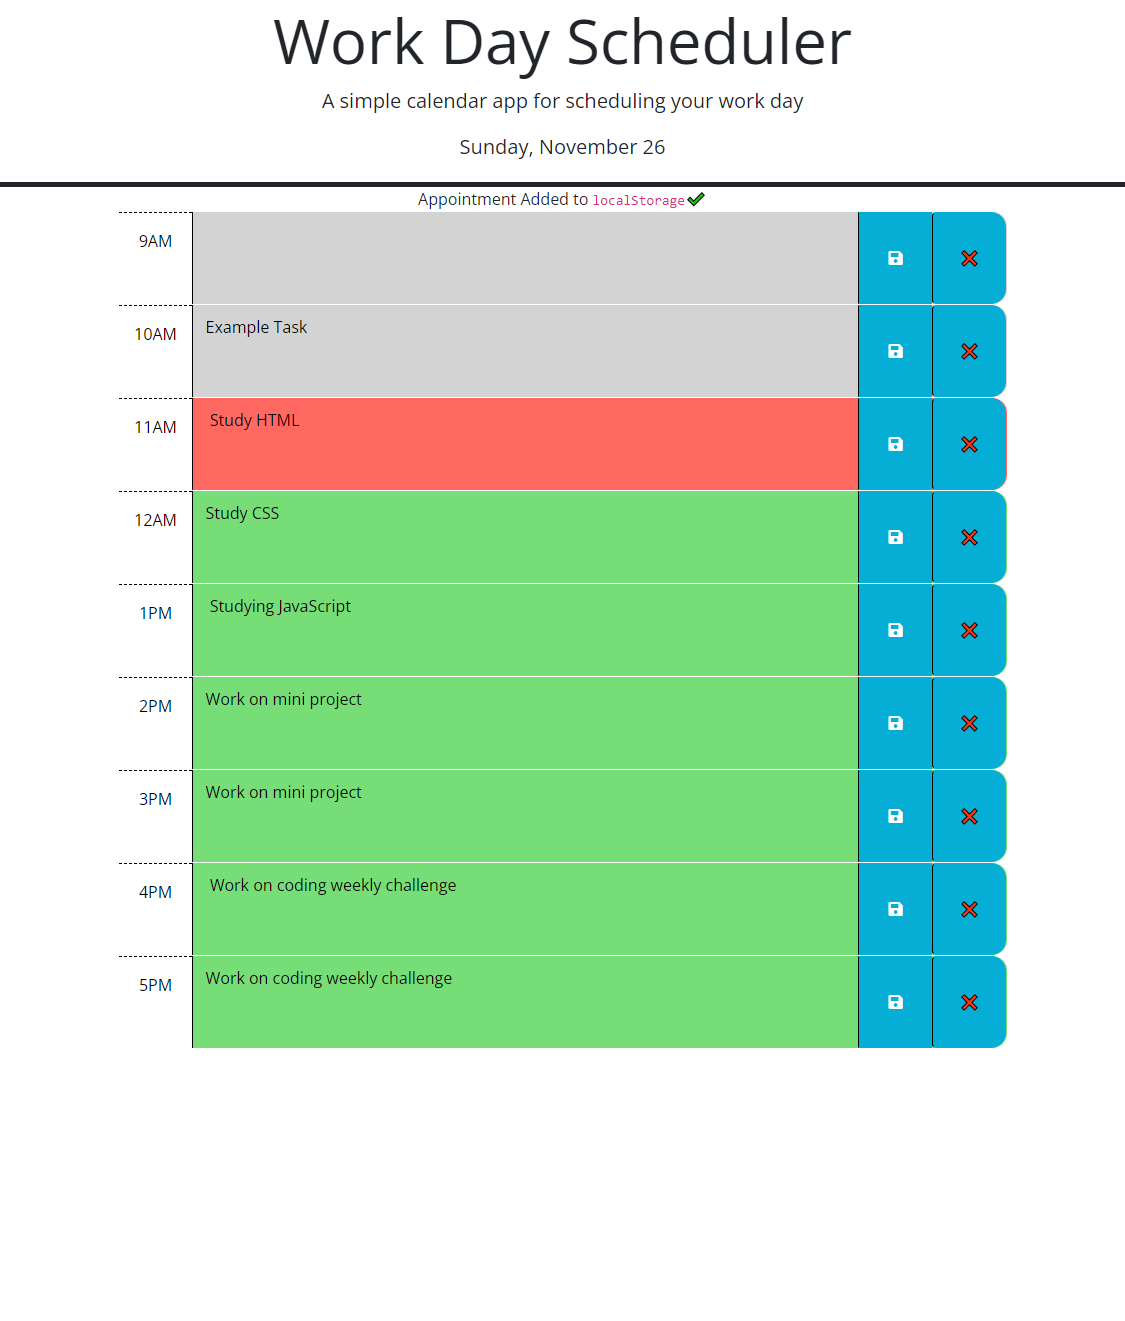 Work Day Scheduler
A simple calendar app for scheduling your work day
Sunday, November 26
Appointment Added to localStorage
9AM
10AM Example Task
11AM Study HTML
12AM Study CSS
1PM Studying JavaScript
2PM Work on mini project
3PM Work on mini project
4PM Work on coding weekly challenge
5PM Work on coding weekly challenge